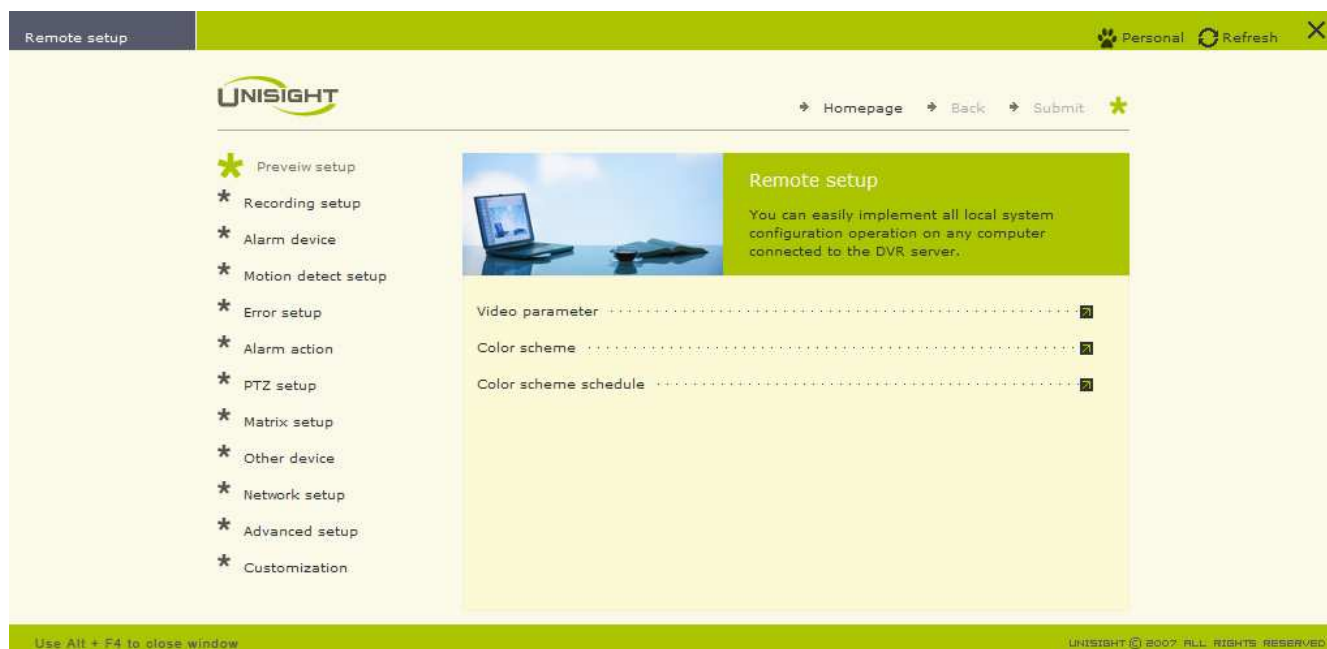 Remote setup
Personal
Refresh
UNISIGHT
Homepage
Back
Submit
Preveiw setup
Recording setup
Alarm device
Motion detect setup
Error setup
Alarm action
PTZ setup
Matrix setup
Other device
Network setup
Advanced setup
Customization
Remote setup
You can easily implement all local system
configuration operation on any computer
connected to the DVR server.
Video parameter
Color scheme
Color scheme schedule
Use Alt + F4 to close window
UNISIGHT © 2007 ALL RIGHTS RESERVED